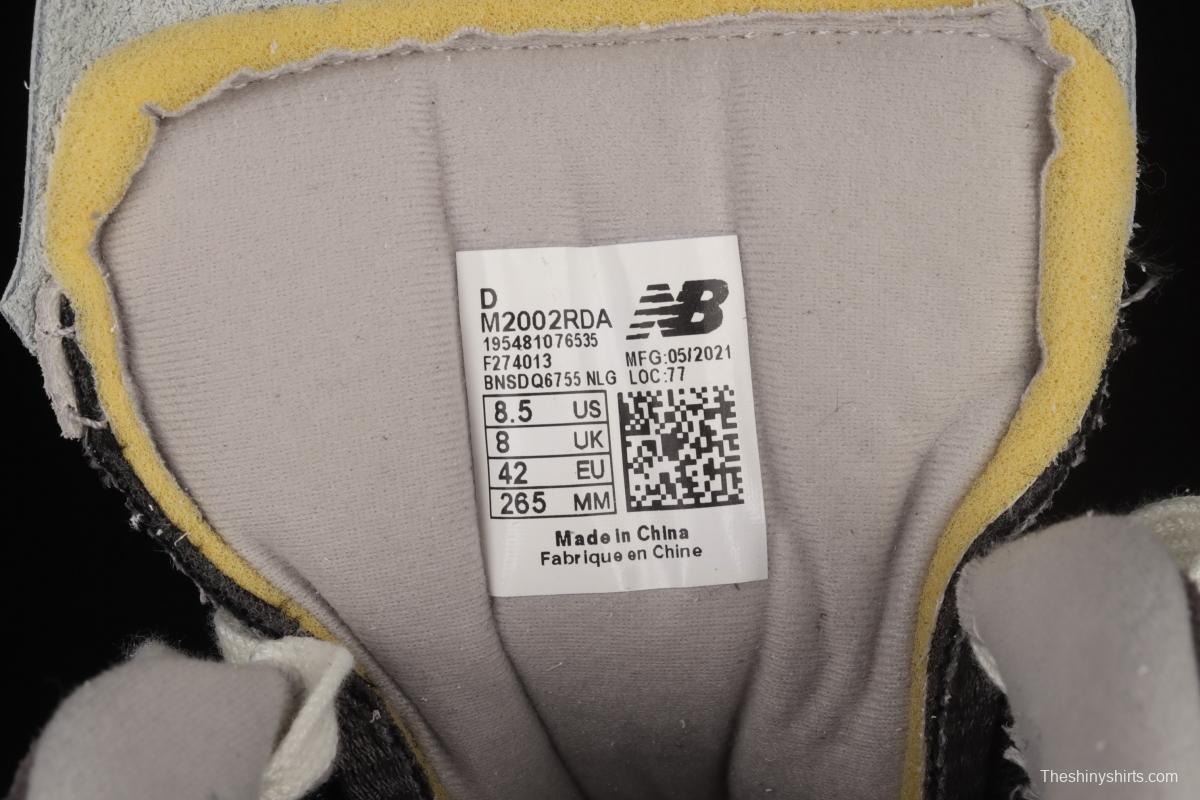 D
M2002RDA
195481076535
F274013
BNSDQ6755 NLG
NB
MFG:05/2021
LOC:77
8.5 US
8 UK
42 EU
265 MM
Made in China
Fabrique en Chine
Theshinyshirts.com